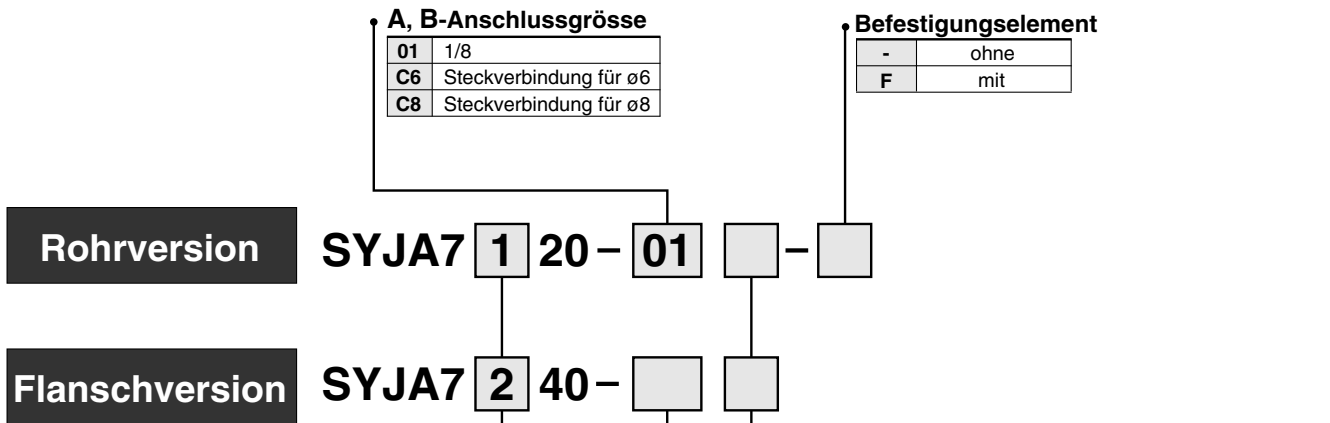 A, B-Anschlussgrösse
01 1/8
C6 Steckverbindung für ø6
C8 Steckverbindung für ø8
Befestigungselement
- ohne
F mit
Rohrversion SYJA7 1 20 – 01 –
Flanschversion SYJA7 2 40 –